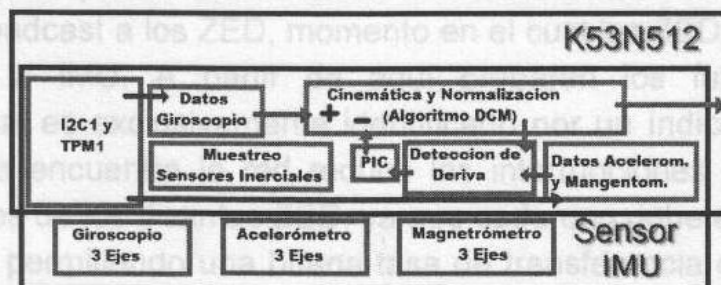 K53N512
I2C1 y
TPM1
Datos
Giroscopio
Cinemática y Normalizacion
(Algoritmo DCM)
Muestreo
Sensores Inerciales
PIC
Deteccion de
Deriva
Datos Acelerom.
y Mangentom.
Giroscopio
3 Ejes
Acelerómetro
3 Ejes
Magnetrómetro
3 Ejes
Sensor
IMU